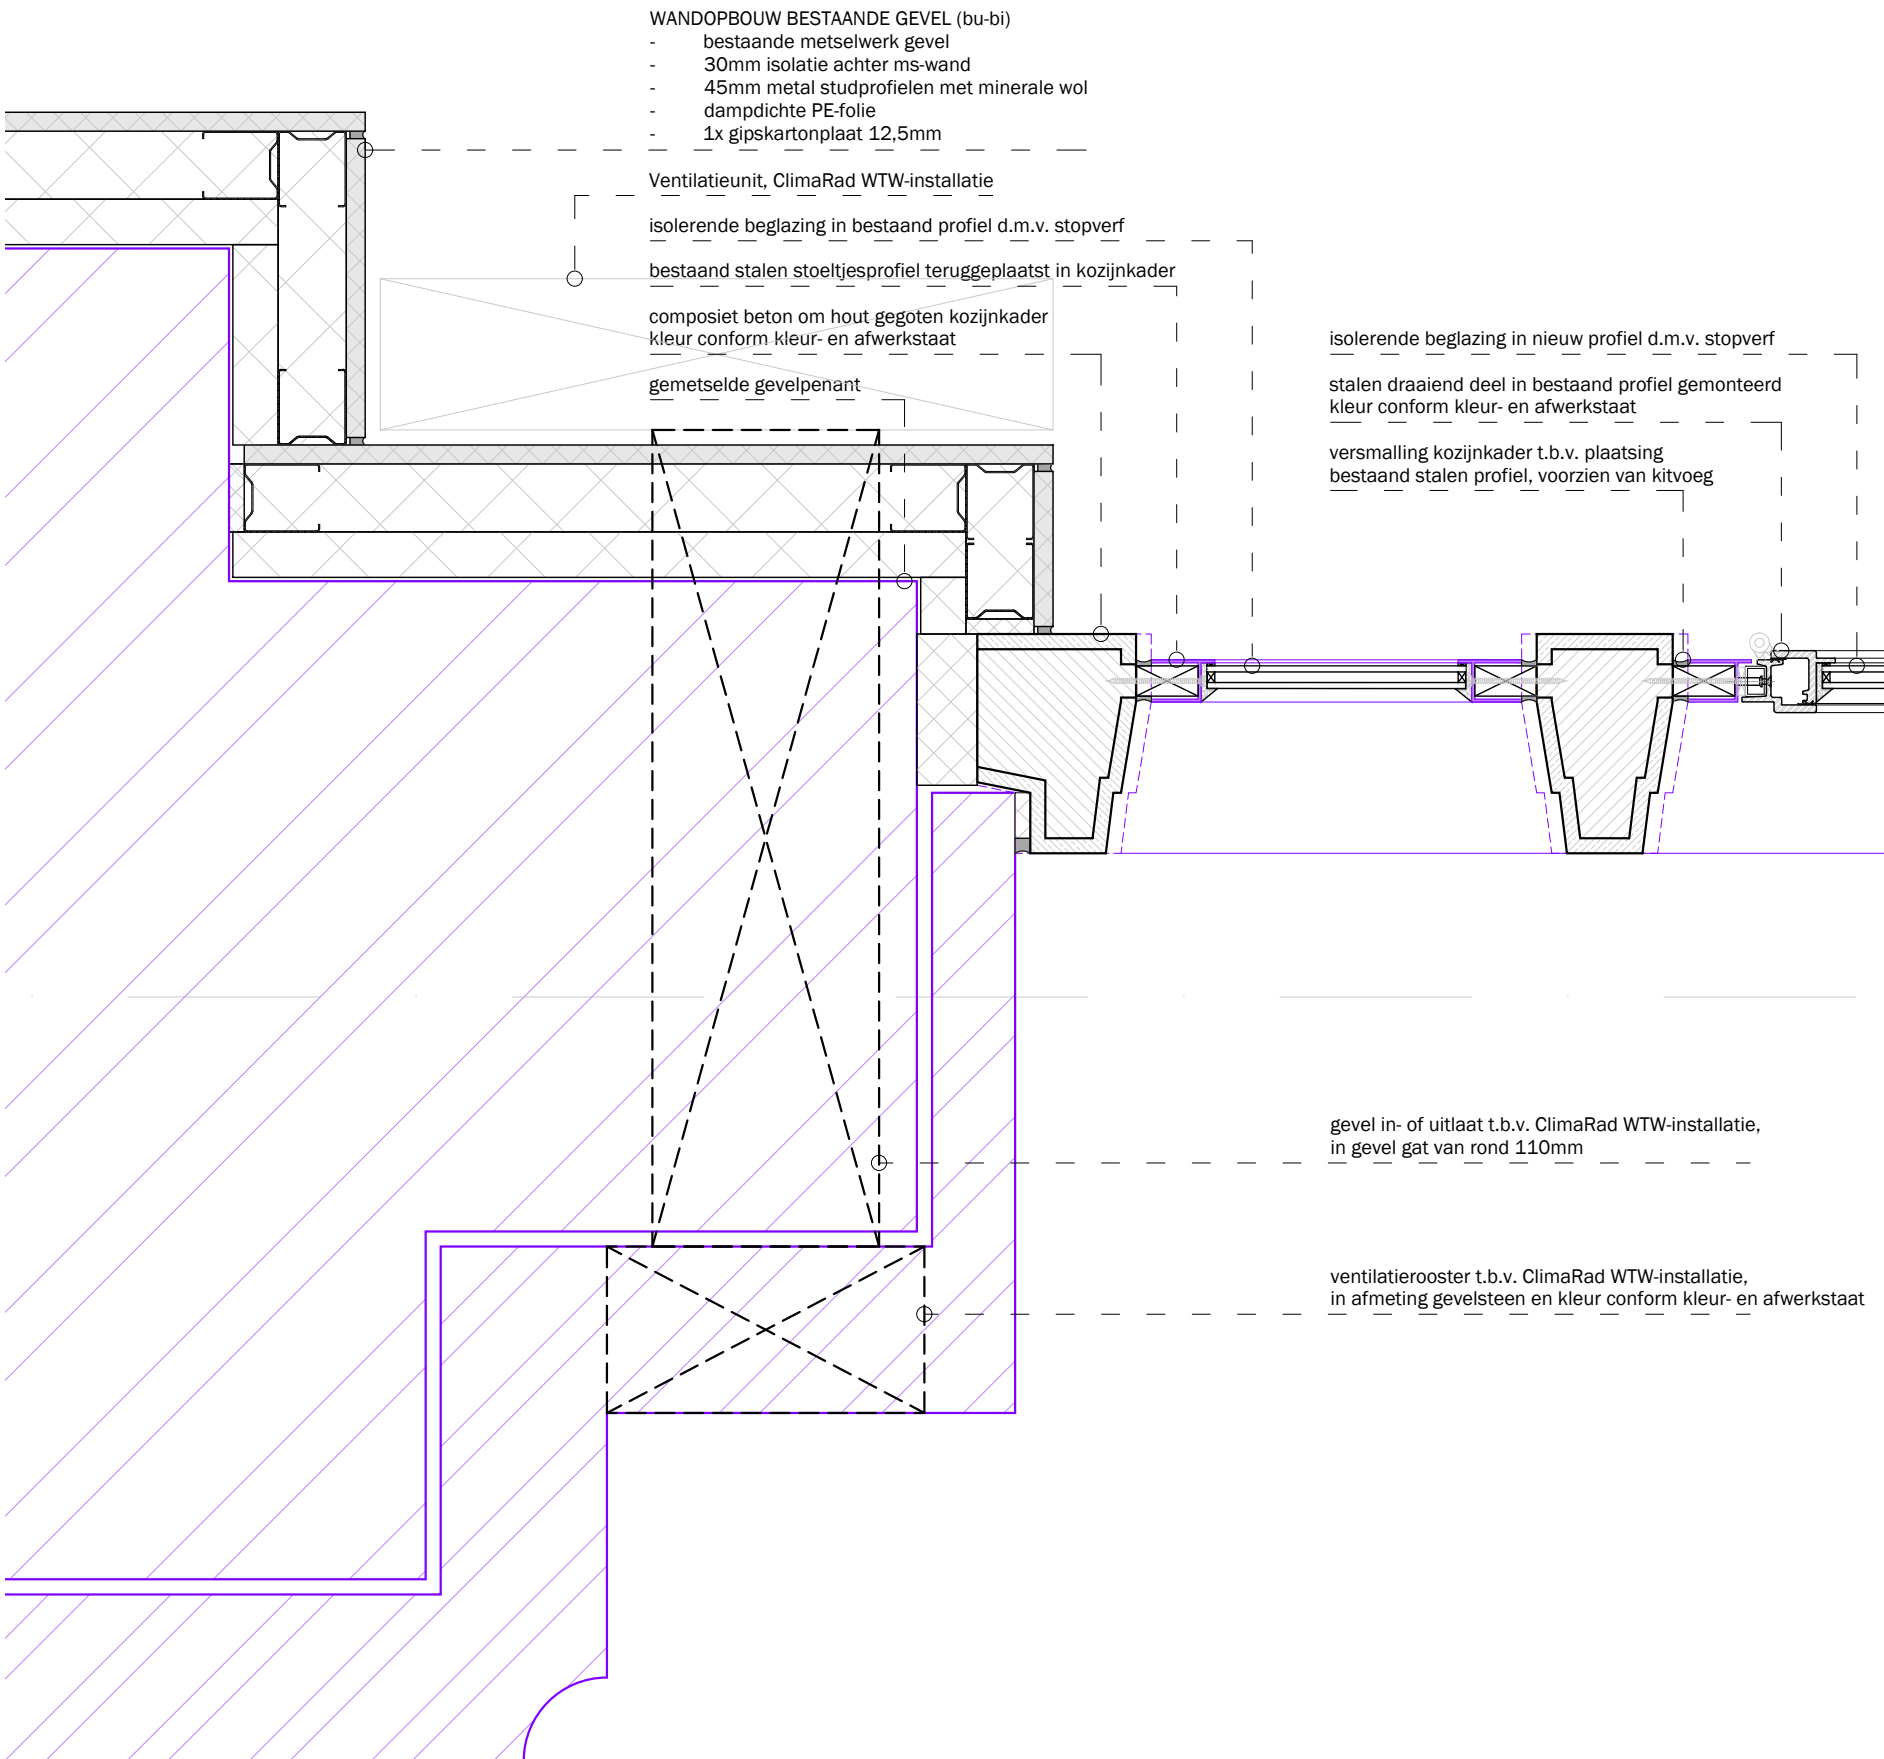 WANDOPBOUW BESTAANDE GEVEL (bu-bi)
- bestaande metselwerk gevel
- 30mm isolatie achter ms-wand
- 45mm metal studprofielen met minerale wol
- dampdichte PE-folie
- 1x gipskartonplaat 12,5mm
Ventilatieunit, ClimaRad WTW-installatie
isolerende beglazing in bestaand profiel d.m.v. stopverf
bestaand stalen stoeltjesprofiel teruggeplaatst in kozijnkader
composiet beton om hout gegoten kozijnkader
kleur conform kleur- en afwerkstaat
gemetselde gevelpenant
isolerende beglazing in nieuw profiel d.m.v. stopverf
stalen draaiend deel in bestaand profiel gemonteerd
kleur conform kleur- en afwerkstaat
versmalling kozijnkader t.b.v. plaatsing
bestaand stalen profiel, voorzien van kitvoeg
gevel in- of uitlaat t.b.v. ClimaRad WTW-installatie,
in gevel gat van rond 110mm
ventilatierooster t.b.v. ClimaRad WTW-installatie,
in afmeting gevelsteen en kleur conform kleur- en afwerkstaat